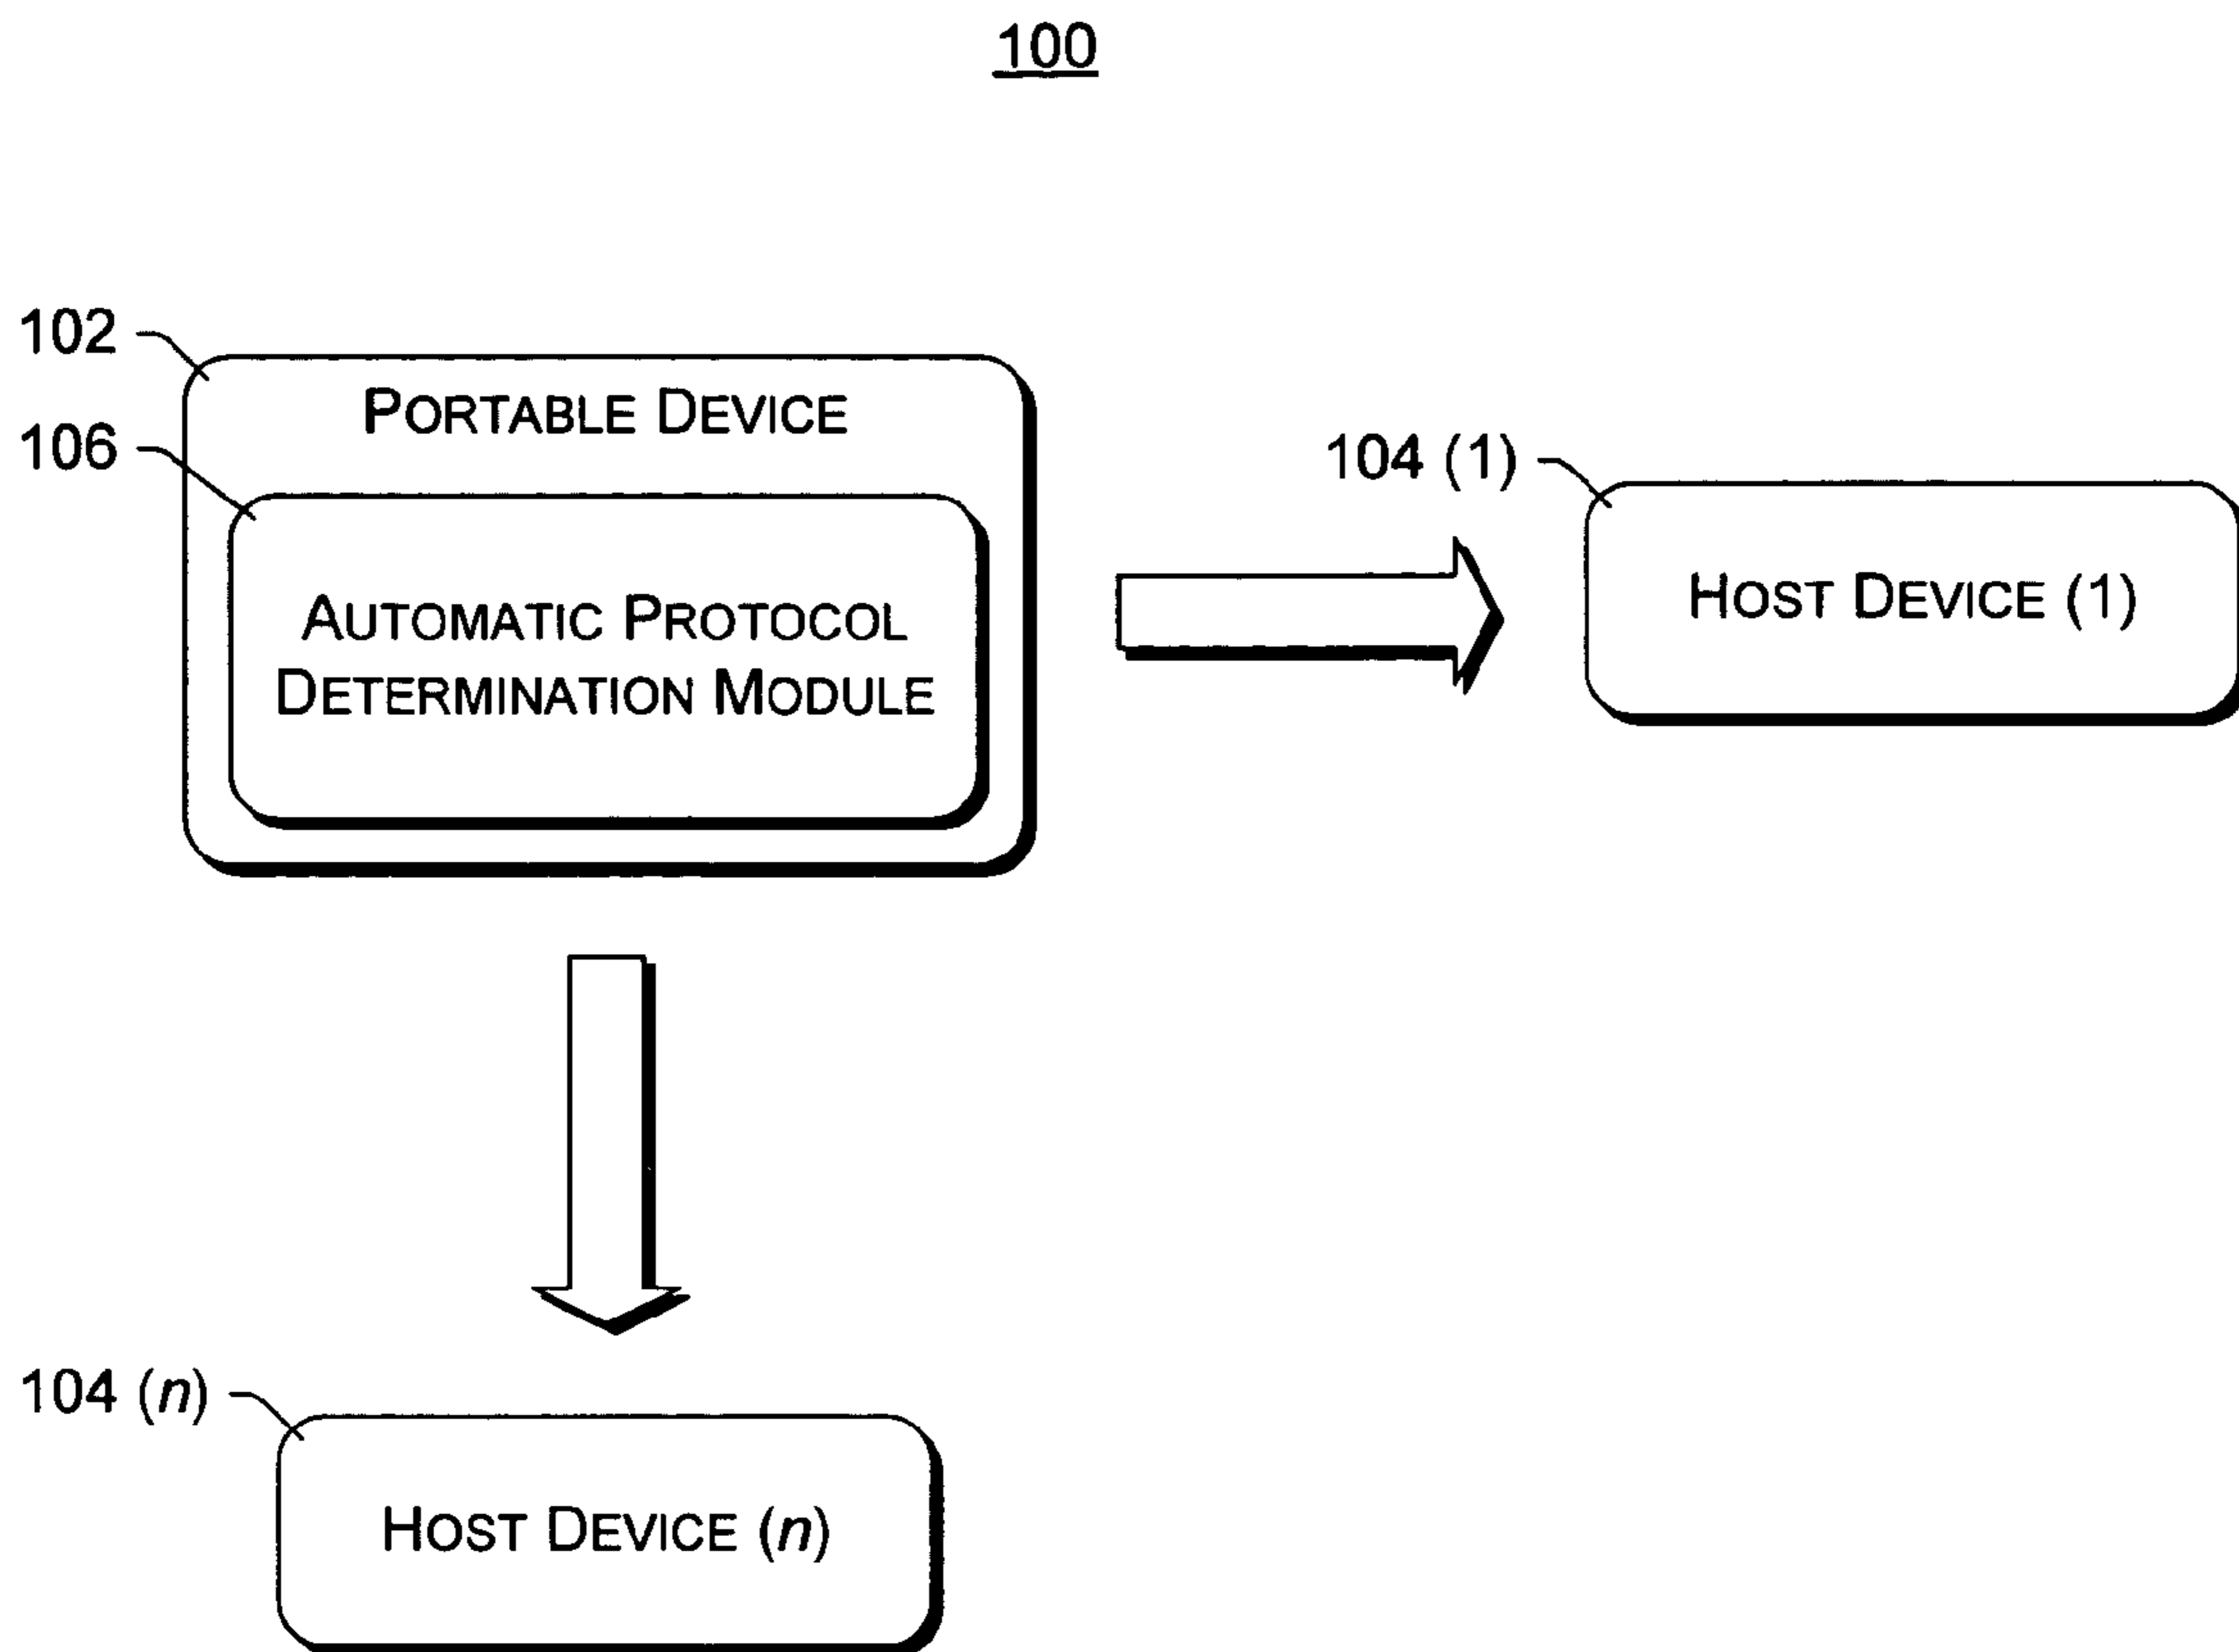 100
102
PORTABLE DEVICE
106
AUTOMATIC PROTOCOL
DETERMINATION MODULE
104 (1)
HOST DEVICE (1)
104 (n)
HOST DEVICE (n)